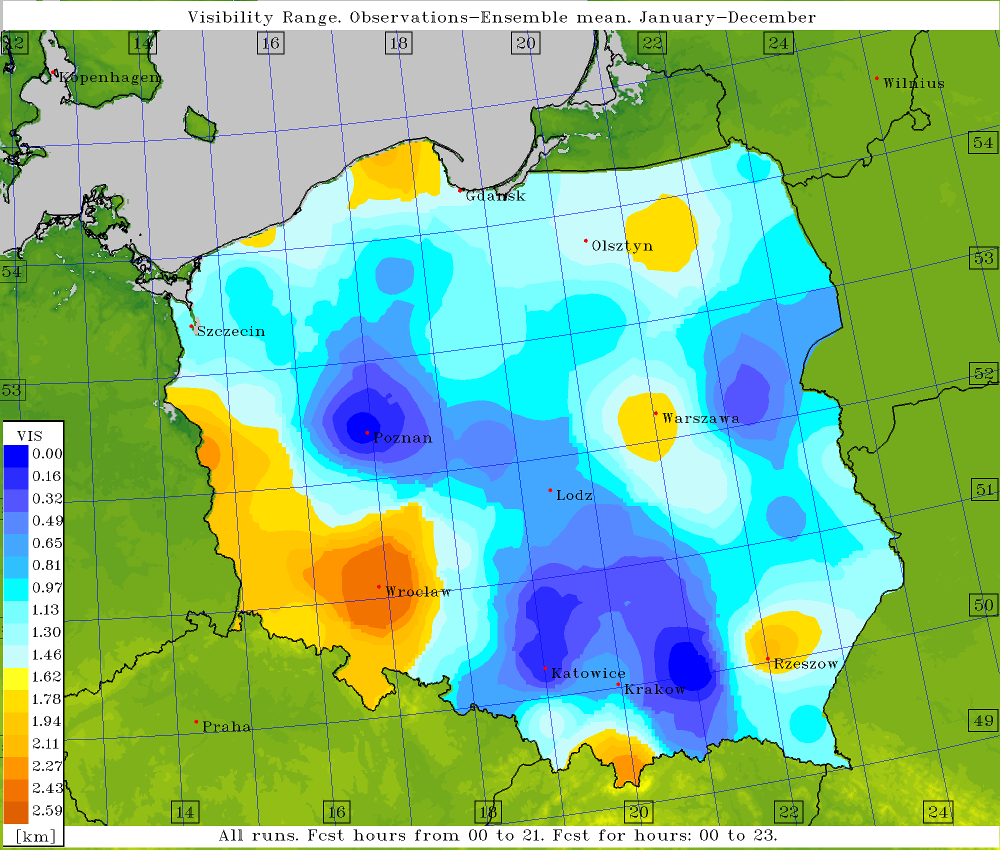 Visibility Range. Observations-Ensemble mean. January-December
12 14 16 18 20 22 24
Kopenhagen
Wilnius
54
Gdansk
Olsztyn
53
54
Szczecin
52
53
Warszawa
Poznan
VIS
0.00
0.16
0.32
0.49
0.65
0.81
0.97
1.13
1.30
1.46
1.62
1.78
1.94
2.11
2.27
2.43
2.59
[km]
51
Lodz
Wroclaw
50
Rzeszow
Katowice
Krakow
49
Praha
14 16 18 20 22 24
All runs. Fcst hours from 00 to 21. Fcst for hours: 00 to 23.